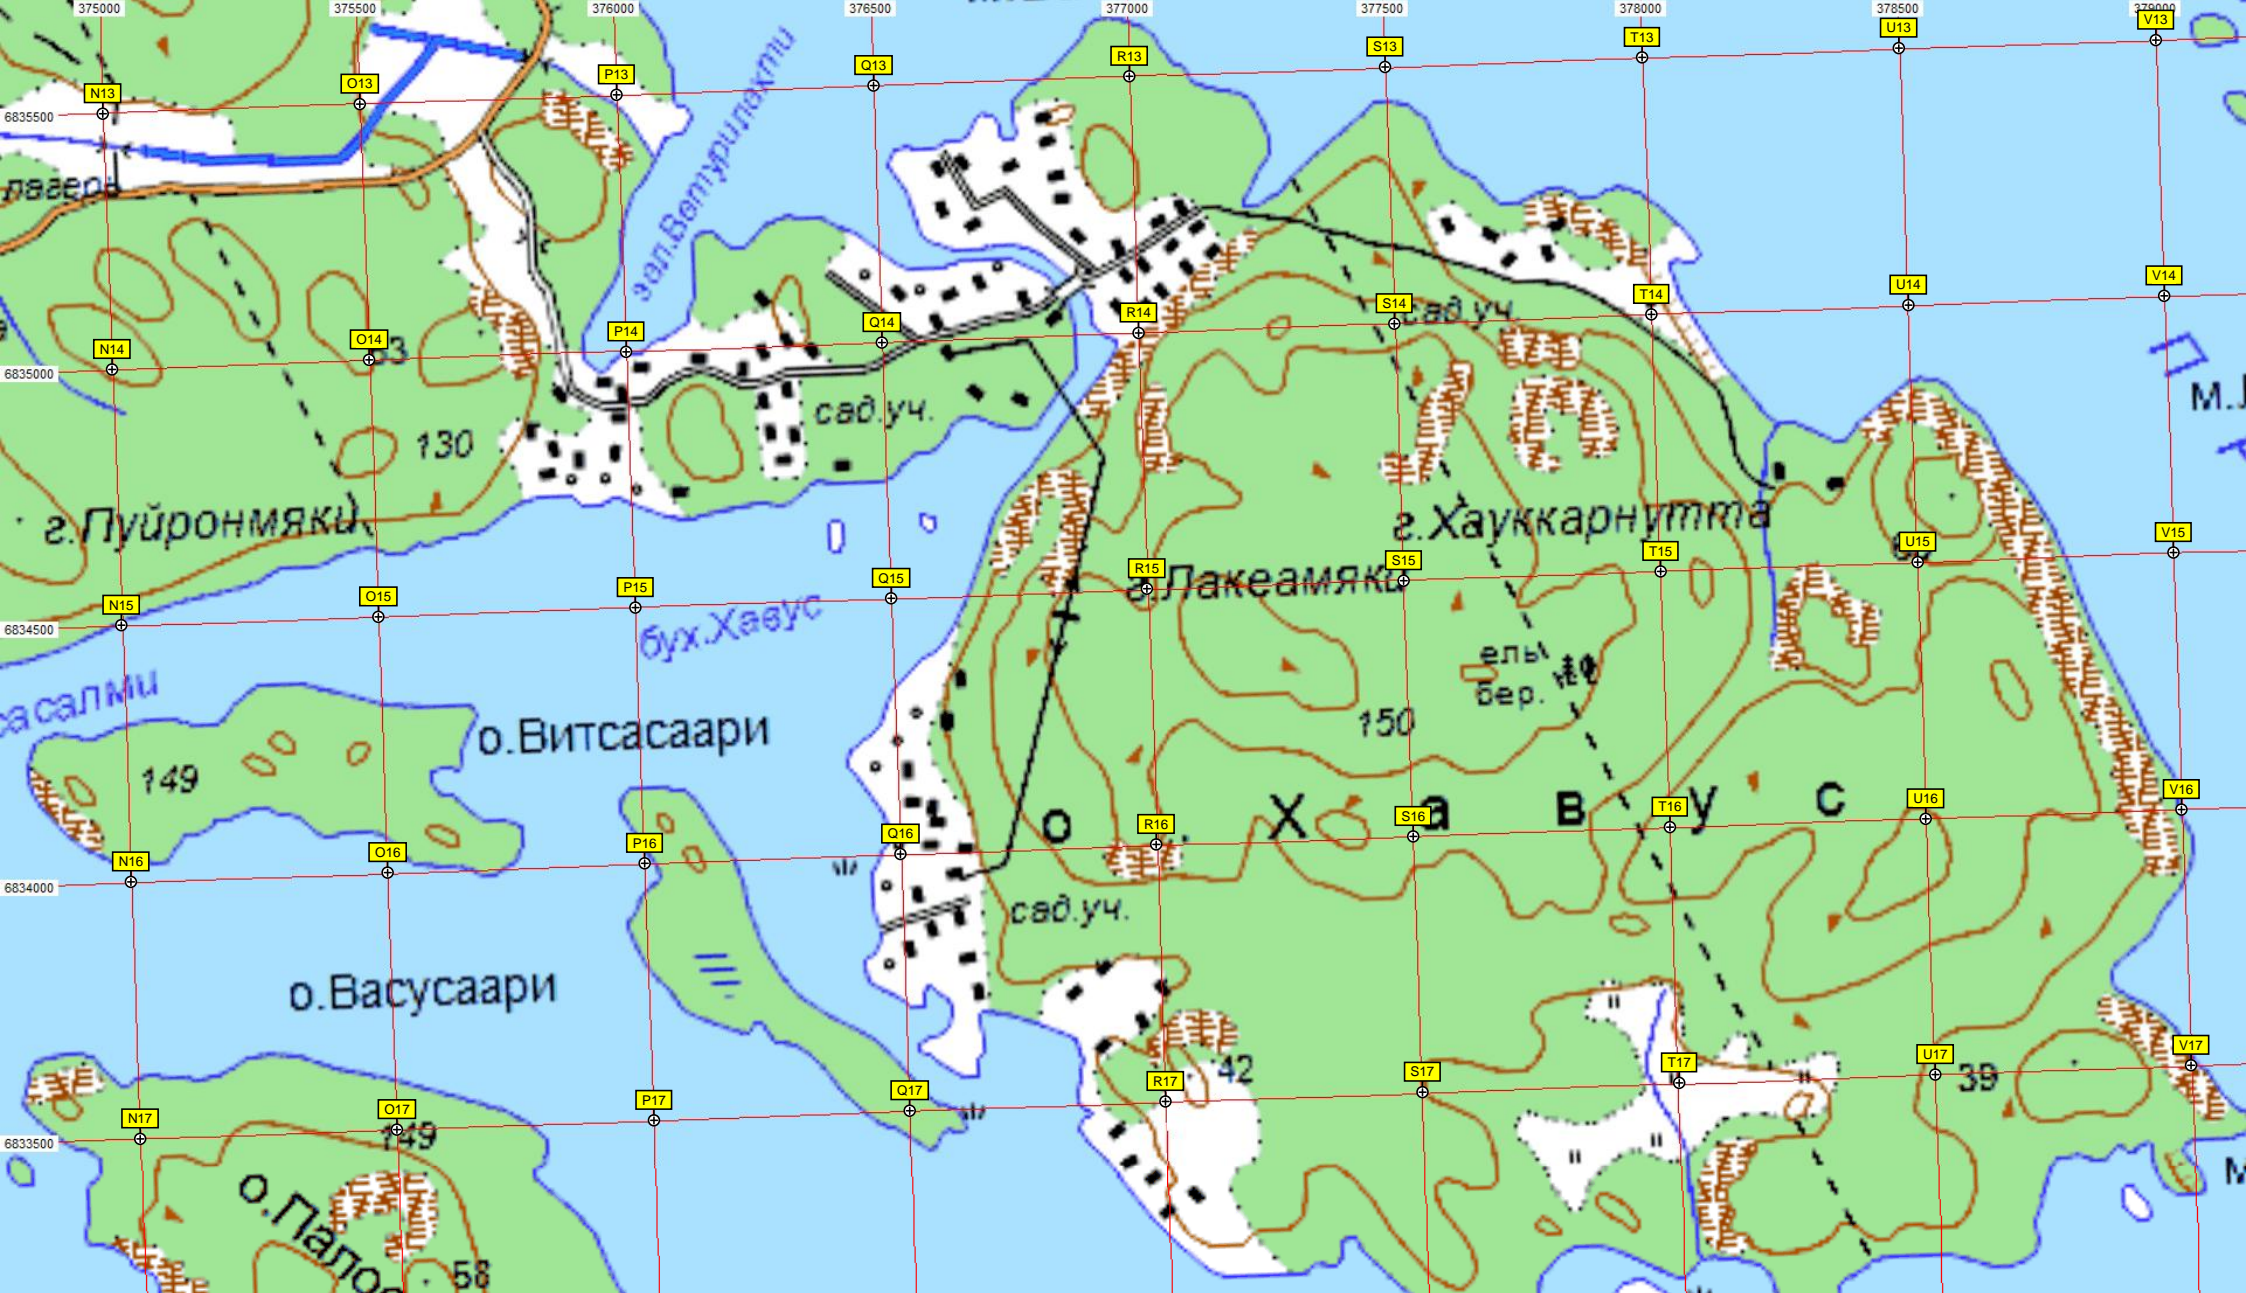 375000 375500 376000 376500 377000 377500 378000 378500 379000
N13 O13 P13 Q13 R13 S13 T13 U13 V13
6835500
лагерь
зал.Ветурилахти
сад.уч.
N14 O14 P14 Q14 R14 S14 T14 U14 V14
6835000
130
сад.уч.
г.Пуйронмяки
г.Хауккарнутта
г.Лакеамяки
N15 O15 P15 Q15 R15 S15 T15 U15 V15
6834500
бух.Хавус
ель
бер.
150
о.Витсасаари
149
о. Х а в у с
N16 O16 P16 Q16 R16 S16 T16 U16 V16
6834000
сад.уч.
о.Васусаари
42
39
N17 O17 P17 Q17 R17 S17 T17 U17 V17
6833500
149
58